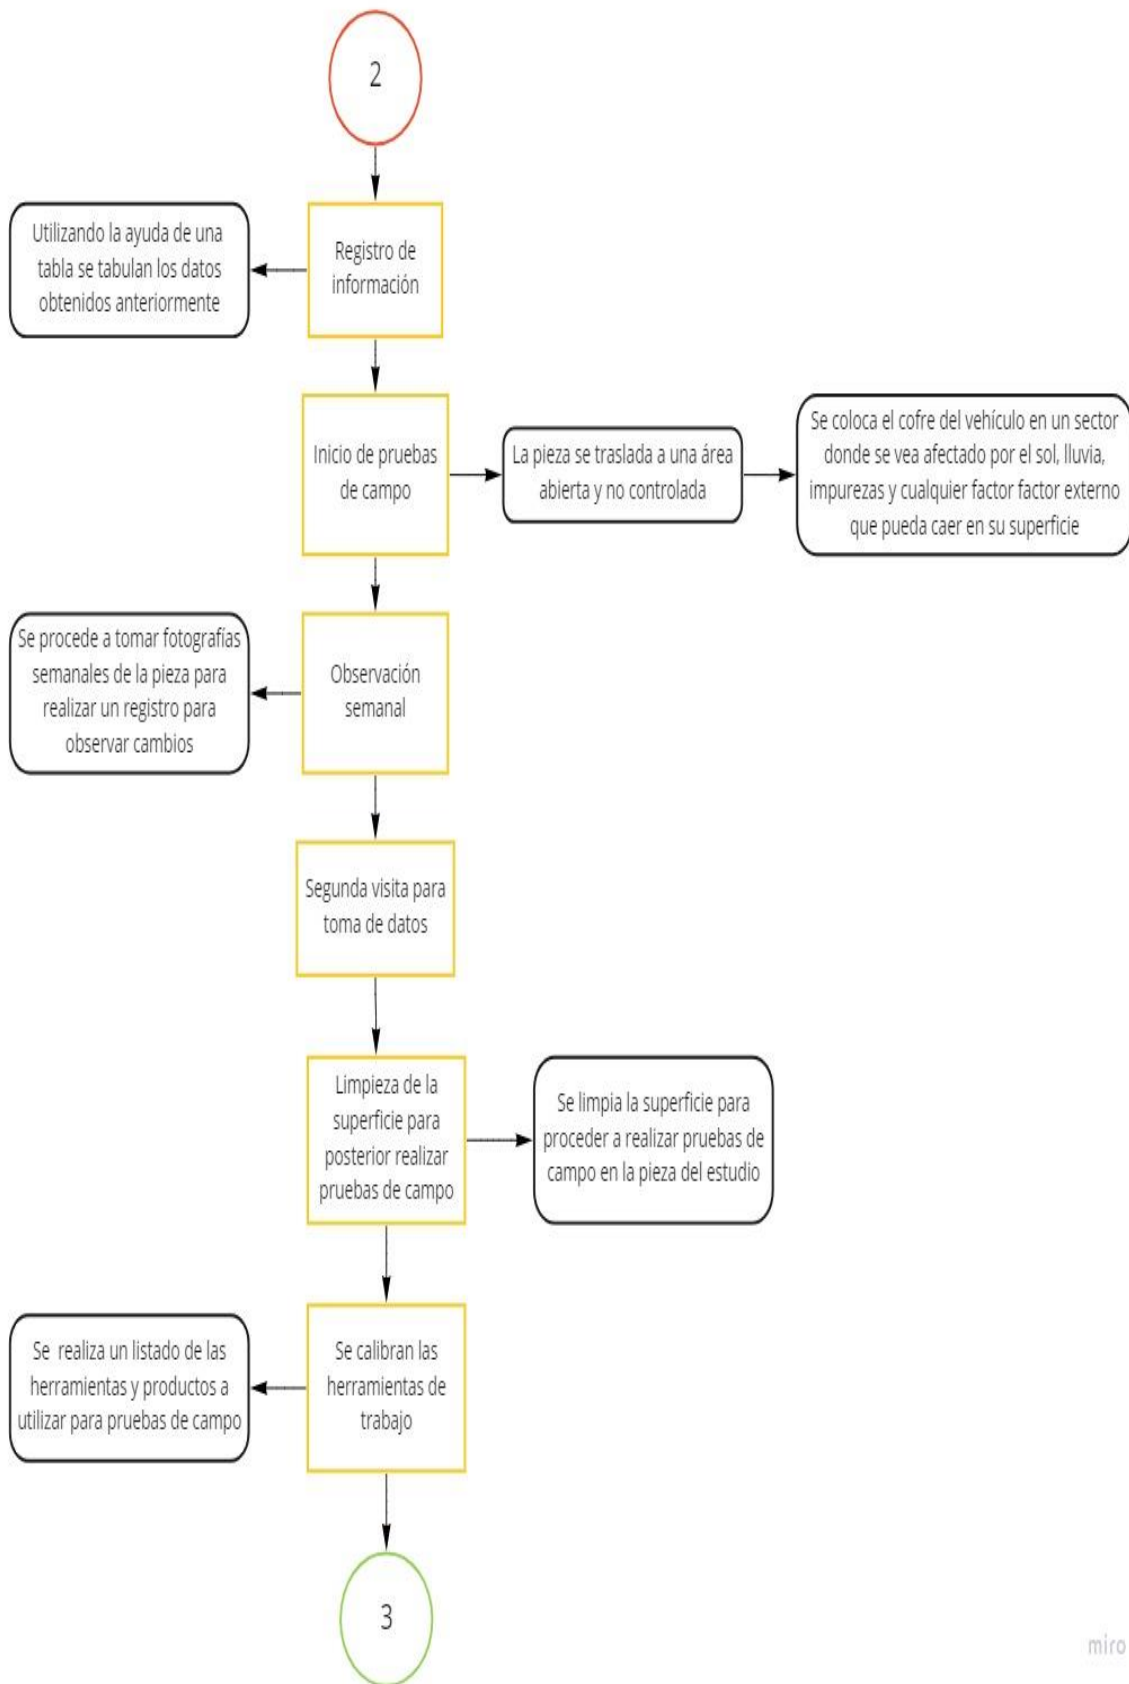 2
Utilizando la ayuda de una
tabla se tabulan los datos
obtenidos anteriormente
Registro de
información
Inicio de pruebas
de campo
La pieza se traslada a una área
abierta y no controlada
Se coloca el cofre del vehículo en un sector
donde se vea afectado por el sol, lluvia,
impurezas y cualquier factor factor externo
que pueda caer en su superficie
Se procede a tomar fotografías
semanales de la pieza para
realizar un registro para
observar cambios
Observación
semanal
Segunda visita para
toma de datos
Limpieza de la
superficie para
posterior realizar
pruebas de campo
Se limpia la superficie para
proceder a realizar pruebas de
campo en la pieza del estudio
Se realiza un listado de las
herramientas y productos a
utilizar para pruebas de campo
Se calibran las
herramientas de
trabajo
3
miro